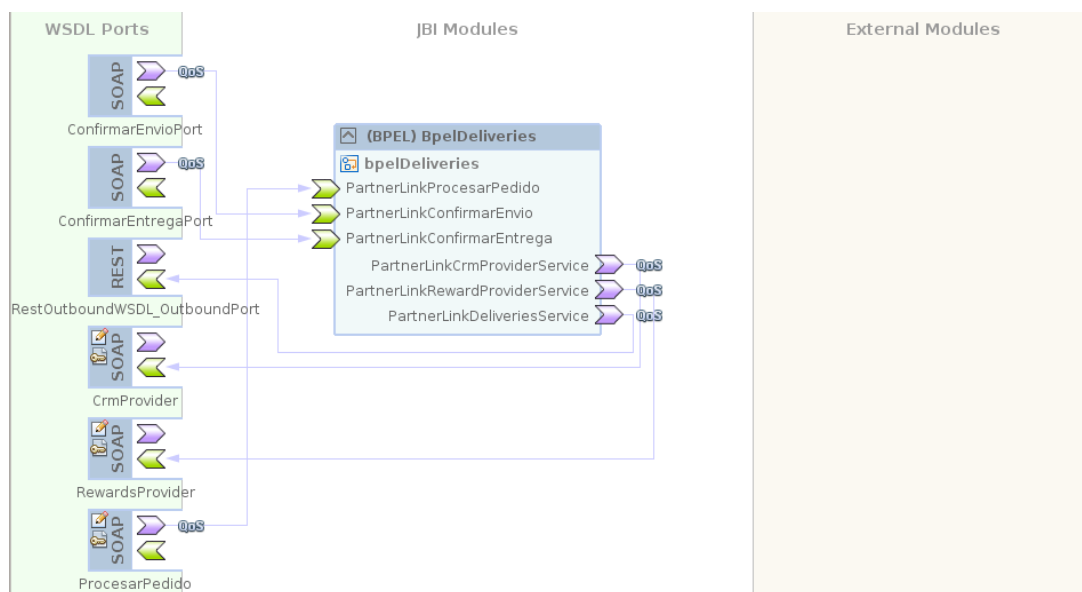 WSDL Ports
JBI Modules
External Modules
SOAP
QoS
ConfirmarEnvioPort
SOAP
QoS
ConfirmarEntregaPort
REST
RestOutboundWSDL_OutboundPort
SOAP
CrmProvider
SOAP
RewardsProvider
SOAP
QoS
ProcesarPedido
(BPEL) BpelDeliveries
bpelDeliveries
PartnerLinkProcesarPedido
PartnerLinkConfirmarEnvio
PartnerLinkConfirmarEntrega
PartnerLinkCrmProviderService
QoS
PartnerLinkRewardProviderService
QoS
PartnerLinkDeliveriesService
QoS